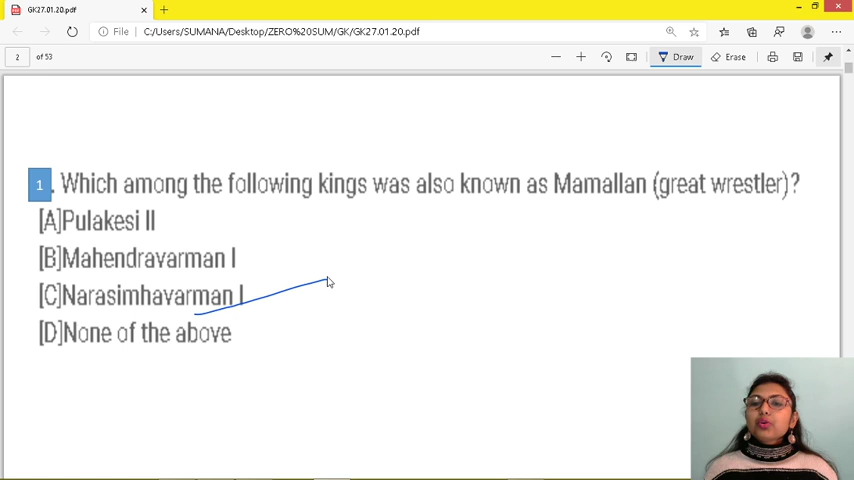 GK27.01.20.pdf
File
C:/Users/SUMANA/Desktop/ZERO%20SUM/GK/GK27.01.20.pdf
2 of 53
Draw
Erase
1. Which among the following kings was also known as Mamallan (great wrestler)?
[A]Pulakesi II
[B]Mahendravarman I
[C]Narasimhavarman I
[D]None of the above